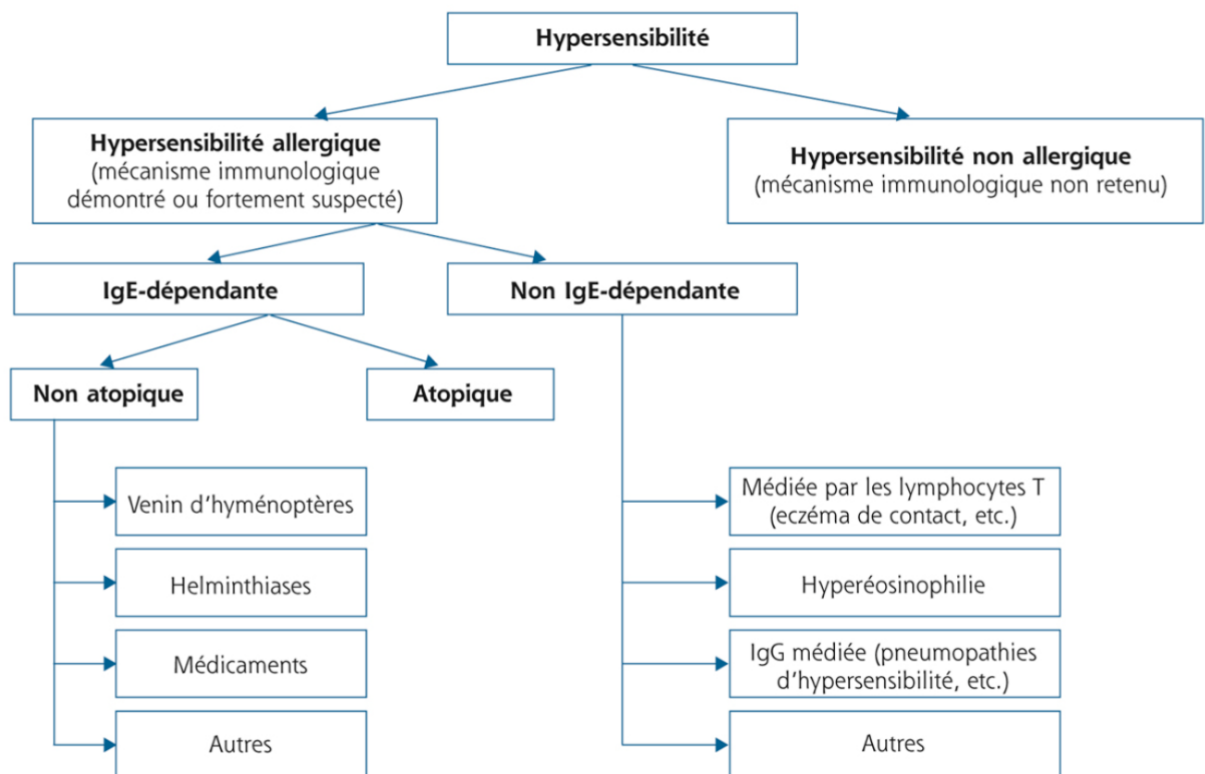 Hypersensibilité
Hypersensibilité allergique
(mécanisme immunologique
démontré ou fortement suspecté)
Hypersensibilité non allergique
(mécanisme immunologique non retenu)
IgE-dépendante
Non IgE-dépendante
Non atopique
Atopique
Venin d'hyménoptères
Helminthiases
Médicaments
Autres
Médiée par les lymphocytes T
(eczéma de contact, etc.)
Hyperéosinophilie
IgG médiée (pneumopathies
d'hypersensibilité, etc.)
Autres